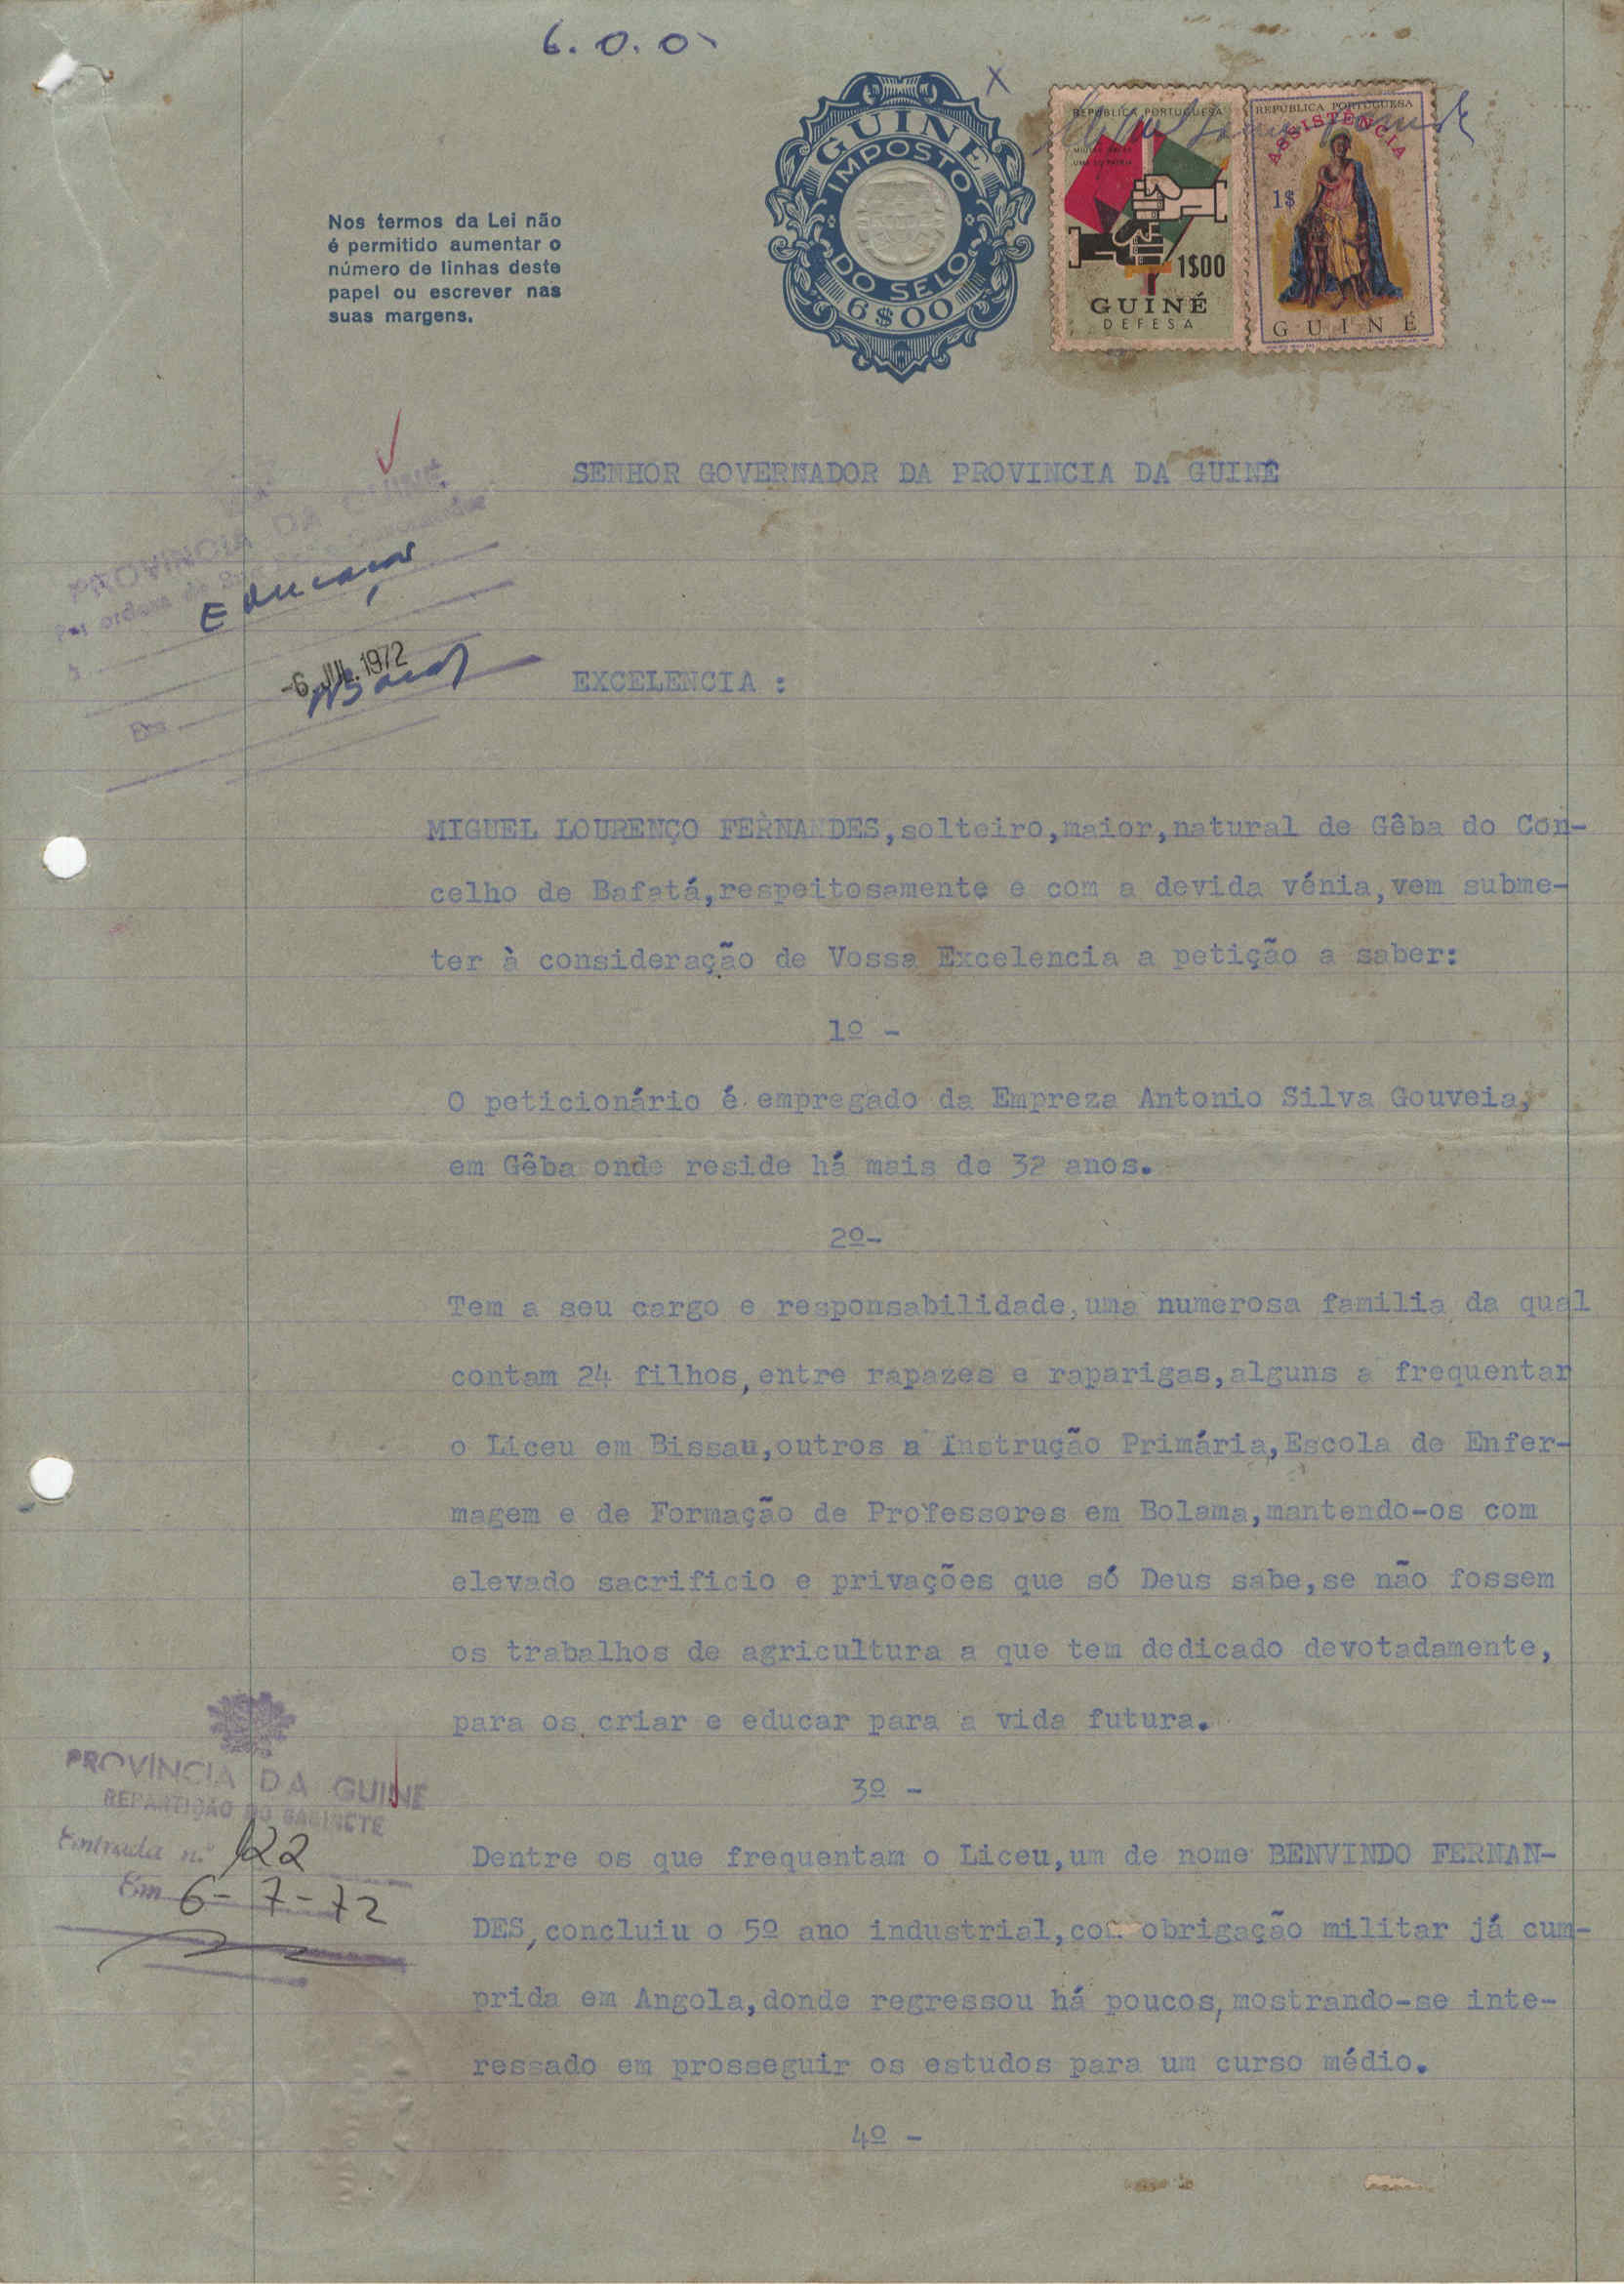 6.0.0
GUINÉ
IMPOSTO
DO SELO
6$00
REPÚBLICA PORTUGUESA
1$00
GUINÉ
DEFESA
REPÚBLICA PORTUGUESA
ASSISTÊNCIA
1$
GUINÉ
Nos termos da Lei não
é permitido aumentar o
número de linhas deste
papel ou escrever nas
suas margens.
SENHOR GOVERNADOR DA PROVINCIA DA GUINÉ
PROVINCIA DA GUINÉ
Por ordem de Sua
Educação
-6. JUL. 1972
Em
EXCELENCIA :
MIGUEL LOURENÇO FERNANDES,solteiro,maior,natural de Gêba do Con-
celho de Bafatá,respeitosamente e com a devida vénia,vem subme-
ter à consideração de Vossa Excelencia a petição a saber:
1º -
O peticionário é empregado da Empreza Antonio Silva Gouveia,
em Gêba onde reside há mais de 32 anos.
2º-
Tem a seu cargo e responsabilidade,uma numerosa familia da qual
contam 24 filhos,entre rapazes e raparigas,alguns a frequentar
o Liceu em Bissau,outros a Instrução Primária,Escola de Enfer-
magem e de Formação de Professores em Bolama,mantendo-os com
elevado sacrificio e privações que só Deus sabe,se não fossem
os trabalhos de agricultura a que tem dedicado devotadamente,
para os criar e educar para a vida futura.
3º -
PROVÍNCIA DA GUINÉ
REPARTIÇÃO DO GABINETE
Entrada n.º 122
Em 6-7-72
Dentre os que frequentam o Liceu,um de nome BENVINDO FERNAN-
DES,concluiu o 5º ano industrial,com obrigação militar já cum-
prida em Angola,donde regressou há poucos,mostrando-se inte-
ressado em prosseguir os estudos para um curso médio.
4º -